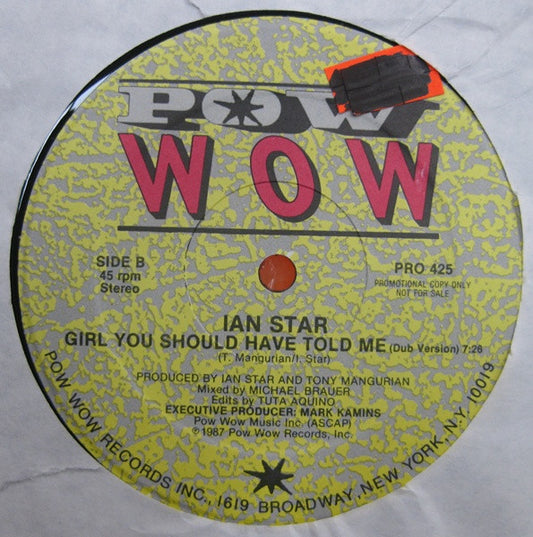 POW
WOW
SIDE B
45 rpm
Stereo
PRO 425
PROMOTIONAL COPY ONLY
NOT FOR SALE
IAN STAR
GIRL YOU SHOULD HAVE TOLD ME (Dub Version) 7:26
(T. Mangurian/I. Star)
PRODUCED BY IAN STAR AND TONY MANGURIAN
Mixed by MICHAEL BRAUER
Edits by TUTA AQUINO
EXECUTIVE PRODUCER: MARK KAMINS
Pow Wow Music Inc. (ASCAP)
©1987 Pow Wow Records, Inc.
POW WOW RECORDS INC., 1619 BROADWAY, NEW YORK, N.Y. 10019